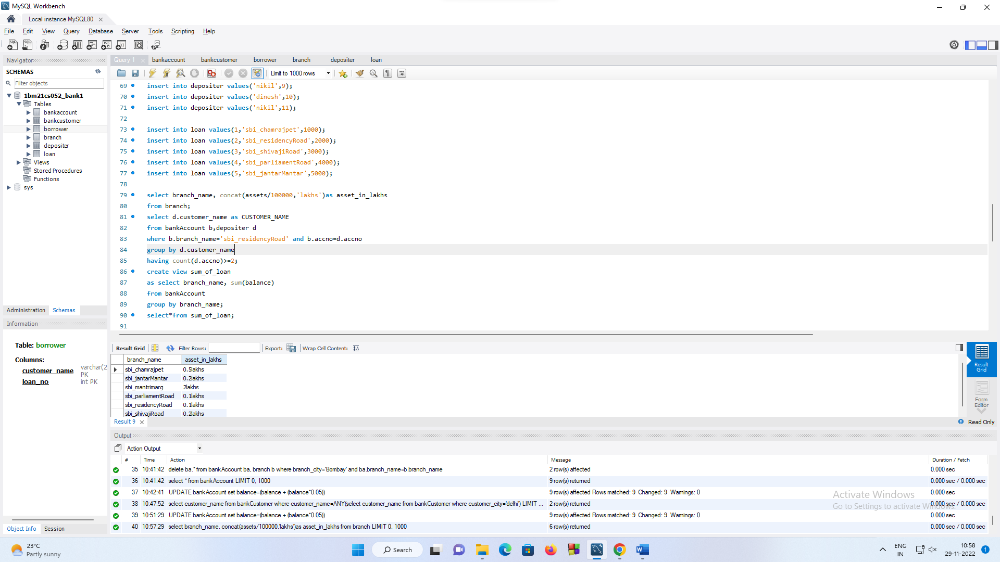 MySQL Workbench
Local instance MySQL80
File Edit View Query Database Server Tools Scripting Help
Navigator
SCHEMAS
Filter objects
1bm21cs052_bank1
Tables
bankaccount
bankcustomer
borrower
branch
depositer
loan
Views
Stored Procedures
Functions
sys
Administration Schemas
Information
Table: borrower
Columns:
customer_name varchar(2
PK
loan_no int PK
Object Info Session
Query 1 bankaccount bankcustomer borrower branch depositer loan
Limit to 1000 rows
69 insert into depositer values('nikil',9);
70 insert into depositer values('dinesh',10);
71 insert into depositer values('nikil',11);
72
73 insert into loan values(1,'sbi_chamrajpet',1000);
74 insert into loan values(2,'sbi_residencyRoad',2000);
75 insert into loan values(3,'sbi_shivajiRoad',3000);
76 insert into loan values(4,'sbi_parliamentRoad',4000);
77 insert into loan values(5,'sbi_jantarMantar',5000);
78
79 select branch_name, concat(assets/100000,'lakhs')as asset_in_lakhs
80 from branch;
81 select d.customer_name as CUSTOMER_NAME
82 from bankAccount b,depositer d
83 where b.branch_name='sbi_residencyRoad' and b.accno=d.accno
84 group by d.customer_name
85 having count(d.accno)>=2;
86 create view sum_of_loan
87 as select branch_name, sum(balance)
88 from bankAccount
89 group by branch_name;
90 select*from sum_of_loan;
91
Result Grid Filter Rows: Export: Wrap Cell Content:
branch_name asset_in_lakhs
sbi_chamrajpet 0.5lakhs
sbi_jantarMantar 0.2lakhs
sbi_mantrimarg 2lakhs
sbi_parliamentRoad 0.1lakhs
sbi_residencyRoad 0.1lakhs
sbi_shivajiRoad 0.2lakhs
Result Grid
Form Editor
Result 9
Read Only
Output
Action Output
# Time Action Message Duration / Fetch
35 10:41:42 delete ba.* from bankAccount ba, branch b where branch_city='Bombay' and ba.branch_name=b.branch_name 2 row(s) affected 0.000 sec
36 10:41:42 select * from bankAccount LIMIT 0, 1000 9 row(s) returned 0.000 sec / 0.000 sec
37 10:42:41 UPDATE bankAccount set balance=(balance + (balance*0.05)) 9 row(s) affected Rows matched: 9 Changed: 9 Warnings: 0 0.000 sec
38 10:47:52 select customer_name from bankCustomer where customer_name=ANY(select customer_name from bankCustomer where customer_city='delhi') LIMIT ... 2 row(s) returned 0.000 sec / 0.000 sec
39 10:51:29 UPDATE bankAccount set balance=(balance + (balance*0.05)) 9 row(s) affected Rows matched: 9 Changed: 9 Warnings: 0 0.000 sec
40 10:57:29 select branch_name, concat(assets/100000,'lakhs')as asset_in_lakhs from branch LIMIT 0, 1000 6 row(s) returned 0.000 sec / 0.000 sec
Activate Windows
Go to Settings to activate Windows.
23°C
Partly sunny
Search
ENG
IN
10:58
29-11-2022
1